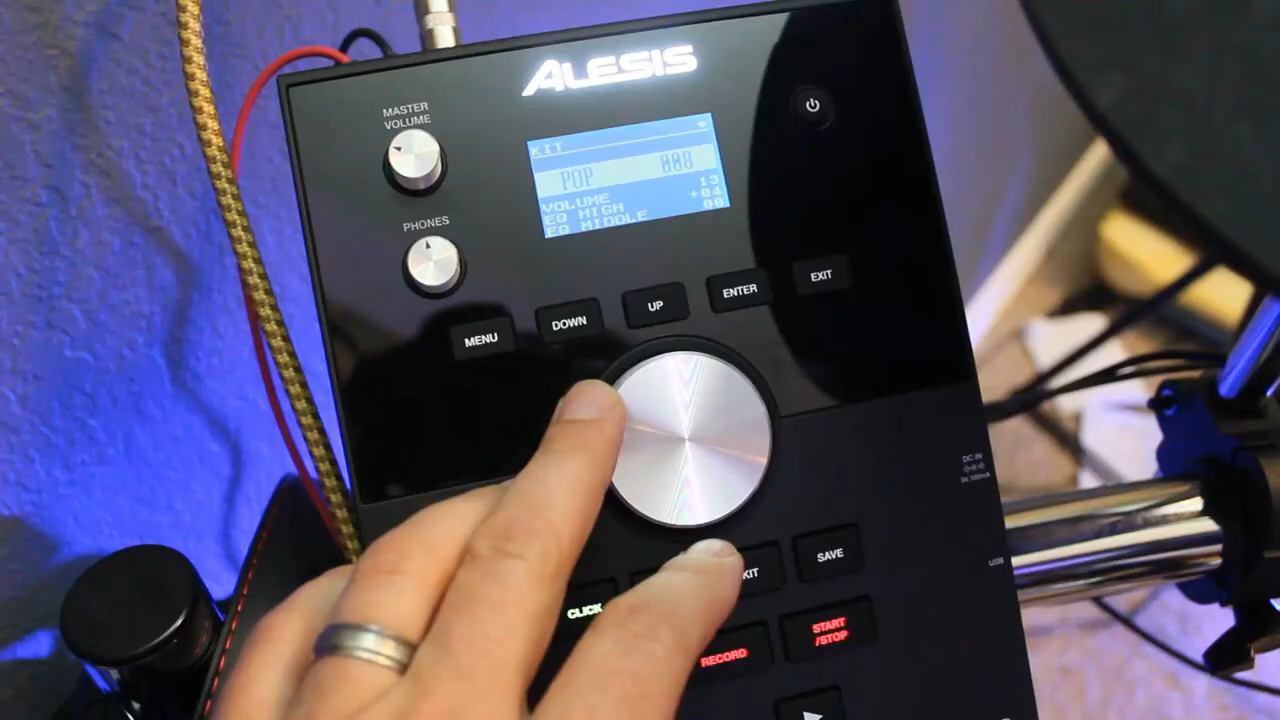 ALESIS
MASTER
VOLUME
KIT
POP 008
VOLUME 13
EQ HIGH +04
EQ MIDDLE 00
PHONES
MENU
DOWN
UP
ENTER
EXIT
DC IN
USB
KIT
SAVE
CLICK
RECORD
START
/STOP